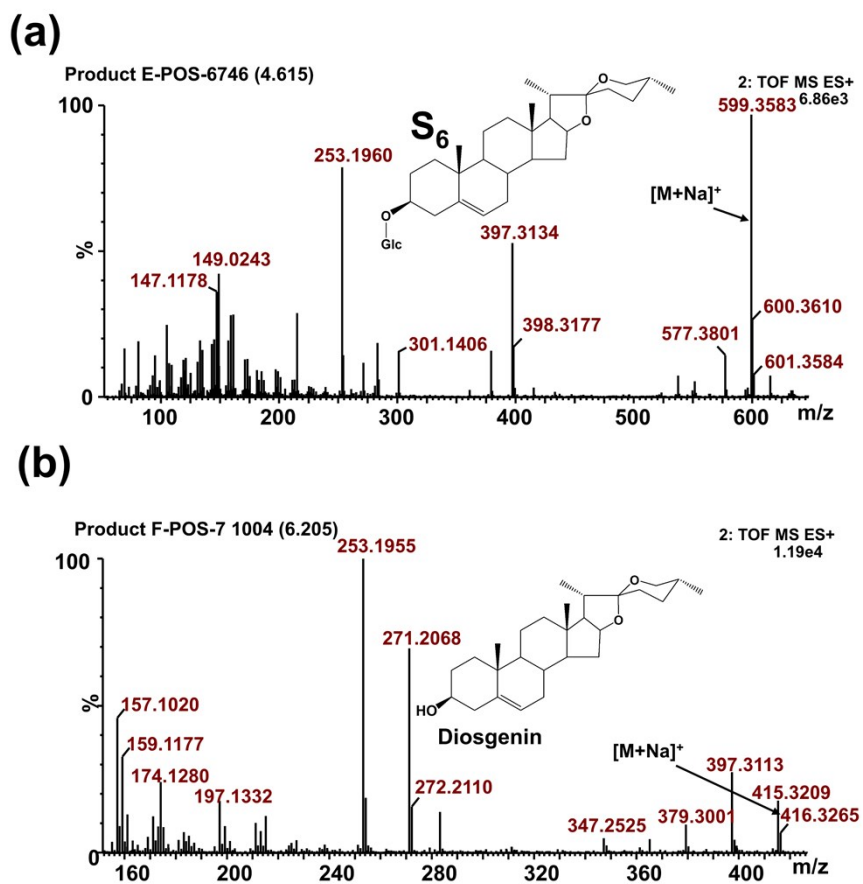 (a)
Product E-POS-6746 (4.615)
2: TOF MS ES+
6.86e3
100
%
0
599.3583
S6
253.1960
[M+Na]+
O
O
O
Glc
397.3134
149.0243
147.1178
301.1406
398.3177
577.3801
600.3610
601.3584
100
200
300
400
500
600
m/z
(b)
Product F-POS-7 1004 (6.205)
2: TOF MS ES+
1.19e4
100
%
0
253.1955
271.2068
O
O
HO
Diosgenin
157.1020
159.1177
174.1280
197.1332
272.2110
[M+Na]+
397.3113
415.3209
416.3265
379.3001
347.2525
160
200
240
280
320
360
400
m/z